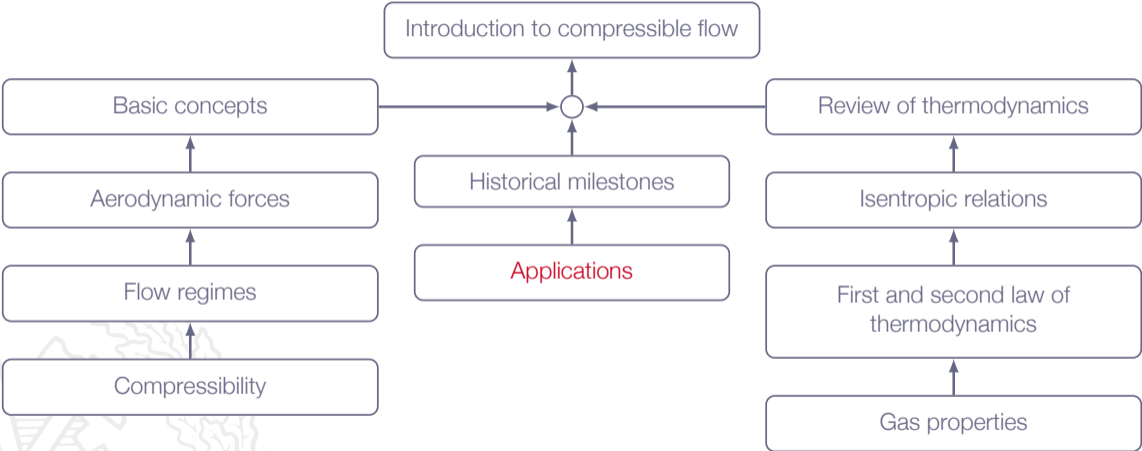 Introduction to compressible flow
Basic concepts
Review of thermodynamics
Historical milestones
Aerodynamic forces
Isentropic relations
Applications
Flow regimes
First and second law of
thermodynamics
Compressibility
Gas properties